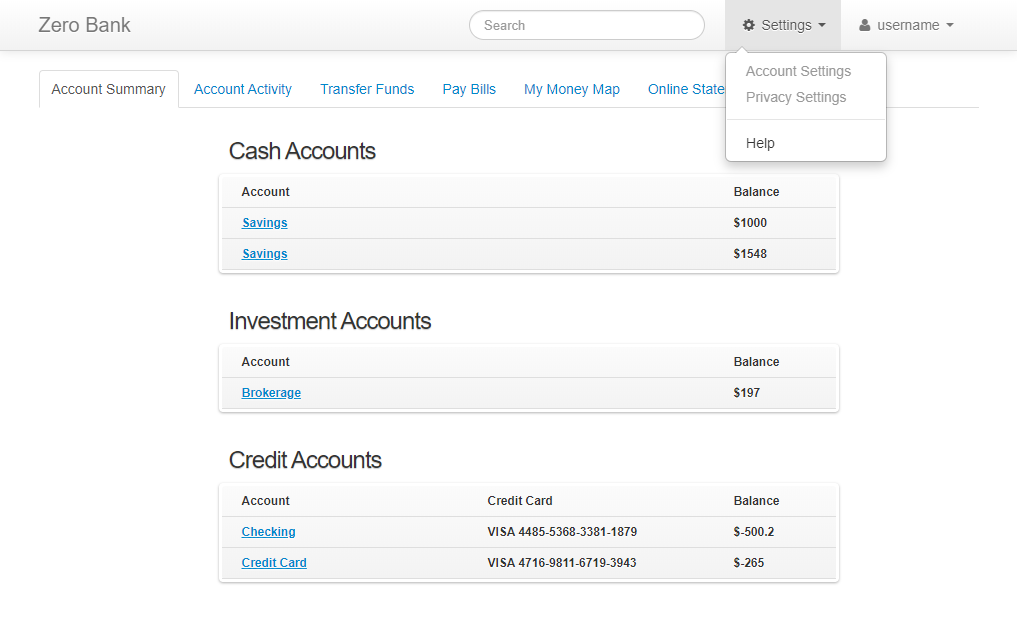 Zero Bank
Search
Settings
username
Account Settings
Privacy Settings
Help
Account Summary
Account Activity
Transfer Funds
Pay Bills
My Money Map
Online State
Cash Accounts
Account Balance
Savings $1000
Savings $1548
Investment Accounts
Account Balance
Brokerage $197
Credit Accounts
Account Credit Card Balance
Checking VISA 4485-5368-3381-1879 $-500.2
Credit Card VISA 4716-9811-6719-3943 $-265